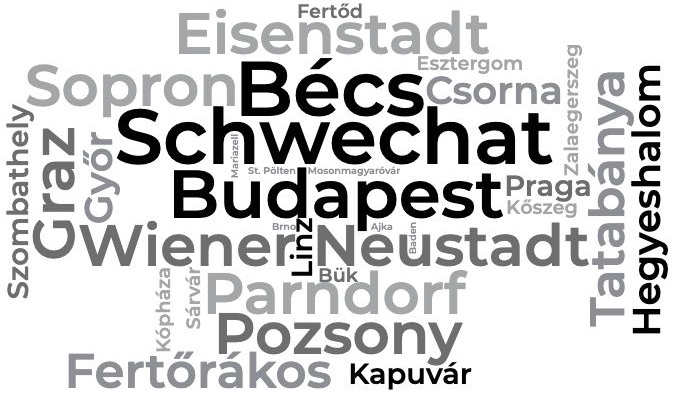 Fertőd
Eisenstadt
Esztergom
Sopron
Bécs
Csorna
Zalaegerszeg
Schwechat
Szombathely
Graz
Győr
Mariazell
St. Pölten
Mosonmagyaróvár
Budapest
Praga
Kőszeg
Tatabánya
Hegyeshalom
Brno
Linz
Ajka
Baden
Wiener Neustadt
Bük
Kópháza
Sárvár
Parndorf
Pozsony
Fertőrákos
Kapuvár